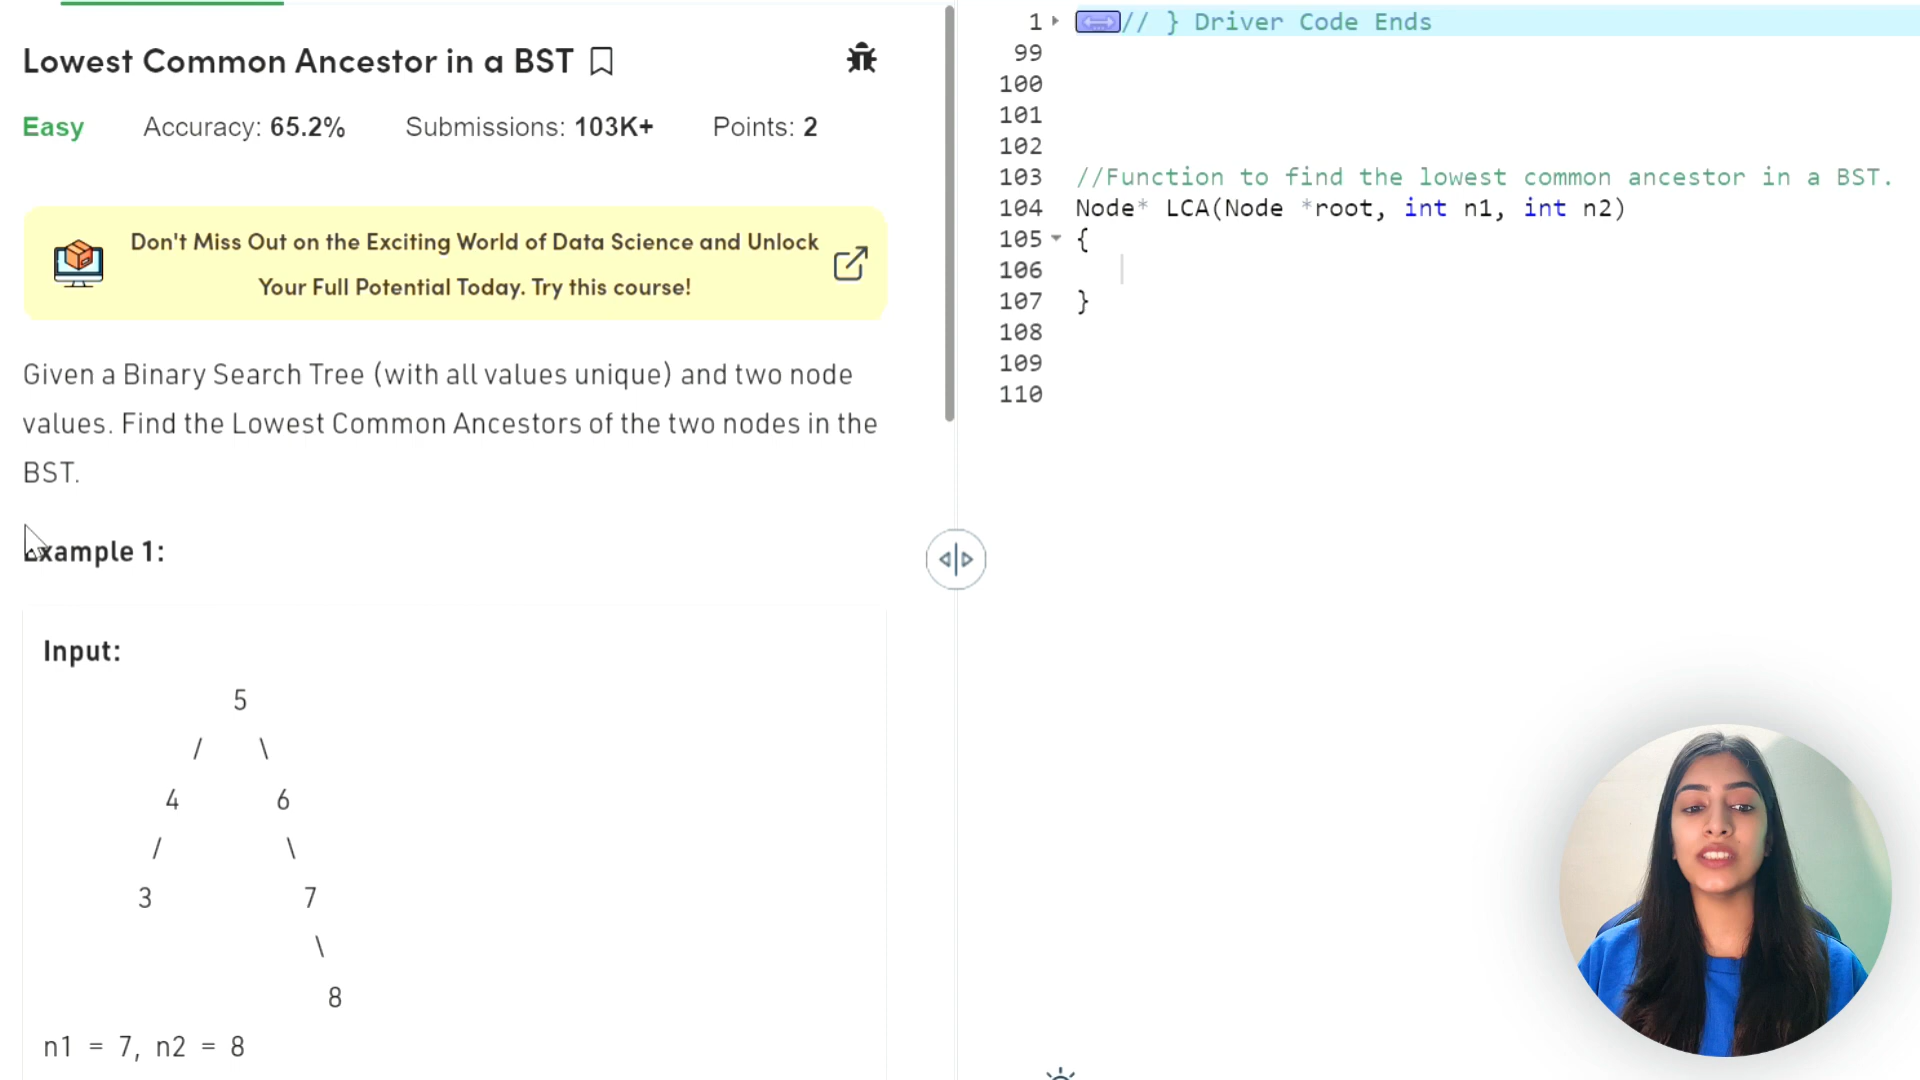 Lowest Common Ancestor in a BST
Easy Accuracy: 65.2% Submissions: 103K+ Points: 2
Don't Miss Out on the Exciting World of Data Science and Unlock
Your Full Potential Today. Try this course!
Given a Binary Search Tree (with all values unique) and two node
values. Find the Lowest Common Ancestors of the two nodes in the
BST.
Example 1:
Input:
5
/ \
4 6
/ \
3 7
\
8
n1 = 7, n2 = 8
1 // } Driver Code Ends
99
100
101
102
103 //Function to find the lowest common ancestor in a BST.
104 Node* LCA(Node *root, int n1, int n2)
105 {
106
107 }
108
109
110